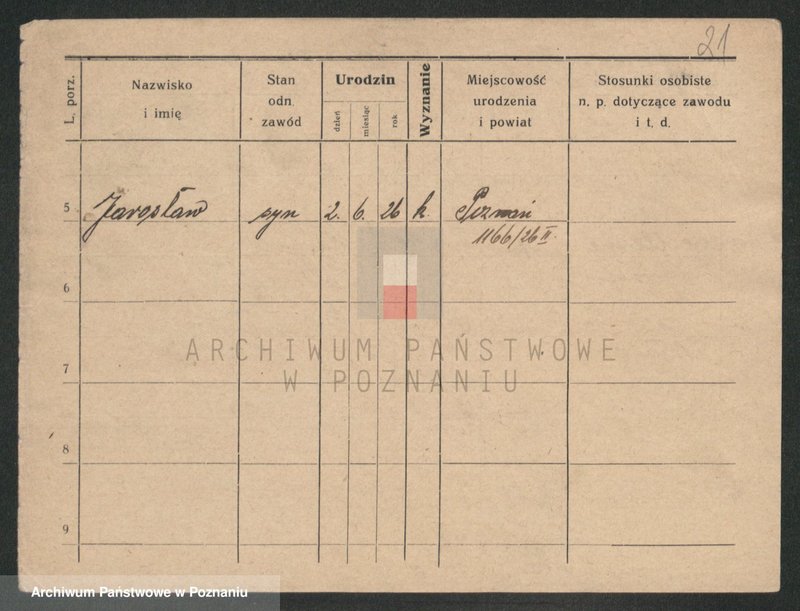 21
L. porz.
Nazwisko
i imię
Stan
odn.
zawód
Urodzin
dzień
miesiąc
rok
Wyznanie
Miejscowość
urodzenia
i powiat
Stosunki osobiste
n. p. dotyczące zawodu
i t. d.
5 Jarosław syn 2. 6. 26 k. Poznań
1166/26 II.
6
ARCHIWUM PAŃSTWOWE
W POZNANIU
7
8
9
Archiwum Państwowe w Poznaniu